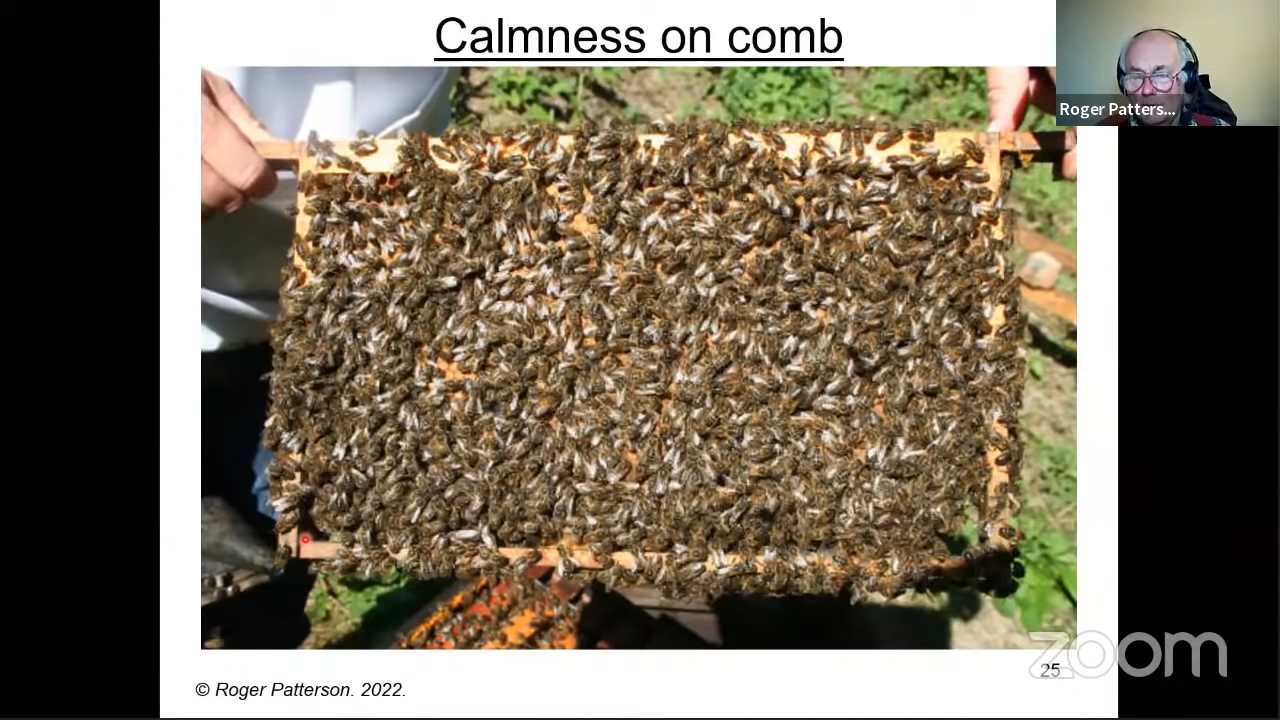 Calmness on comb
Roger Patters...
zoom
25
© Roger Patterson. 2022.